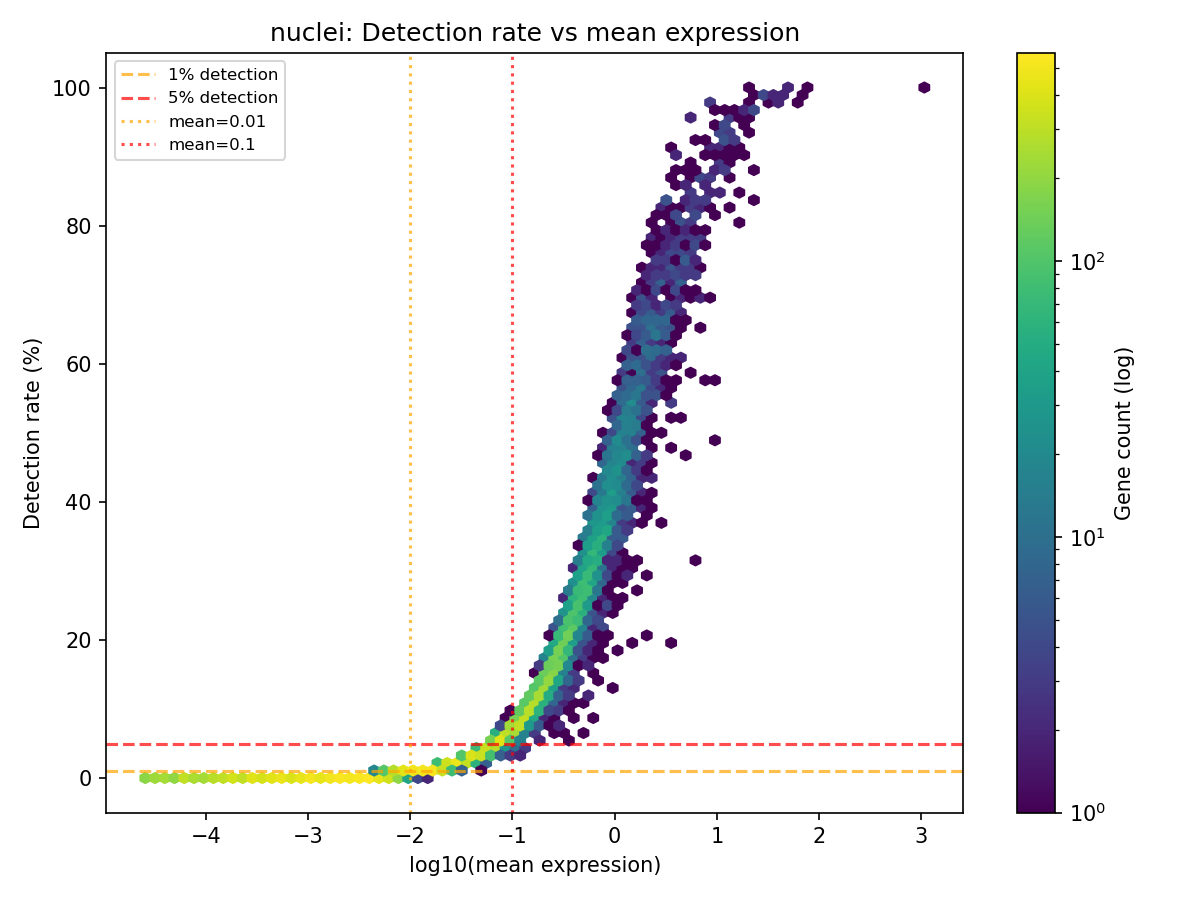 nuclei: Detection rate vs mean expression
1% detection
5% detection
mean=0.01
mean=0.1
100
80
60
40
20
0
Detection rate (%)
−4
−3
−2
−1
0
1
2
3
log10(mean expression)
10²
10¹
10⁰
Gene count (log)